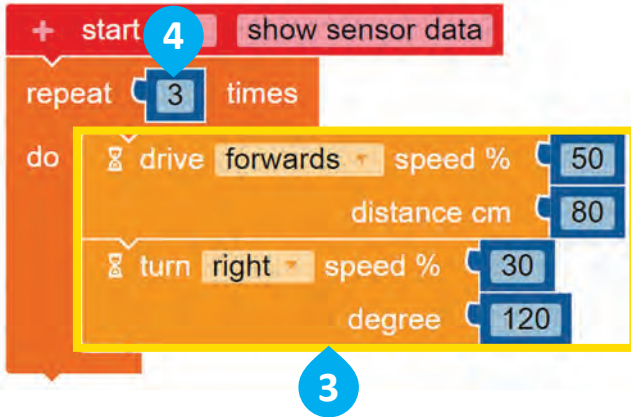 + start show sensor data
4
repeat 3 times
do drive forwards speed % 50
distance cm 80
turn right speed % 30
degree 120
3